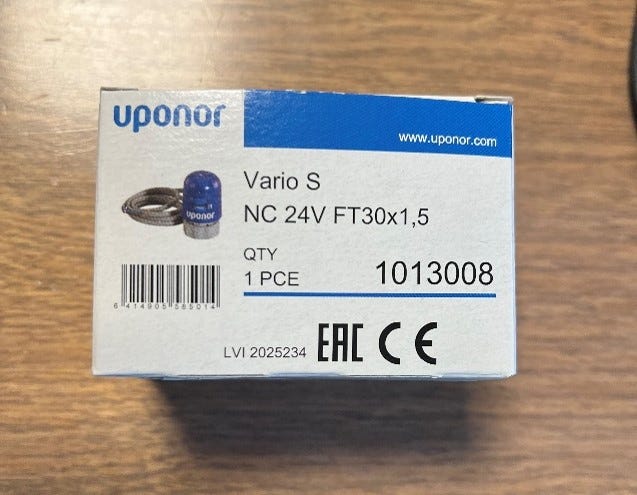 uponor
www.uponor.com
Vario S
NC 24V FT30x1,5
uponor
QTY
1 PCE 1013008
6 414905 585014
LVI 2025234 EAC CE